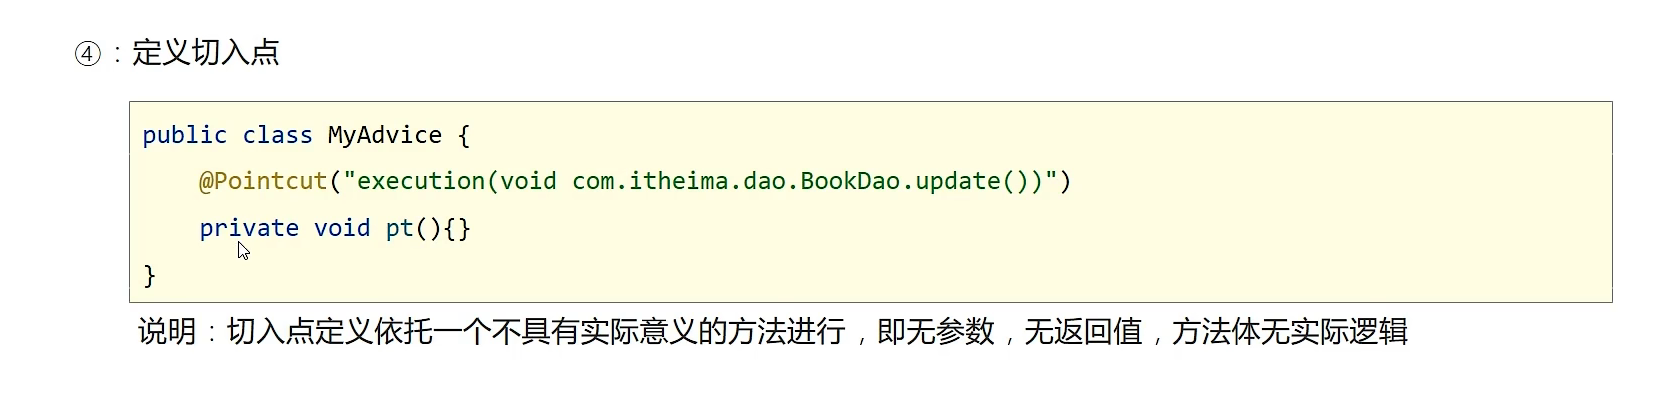 ④：定义切入点
public class MyAdvice {
    @Pointcut("execution(void com.itheima.dao.BookDao.update())")
    private void pt(){}
}
说明：切入点定义依托一个不具有实际意义的方法进行，即无参数，无返回值，方法体无实际逻辑